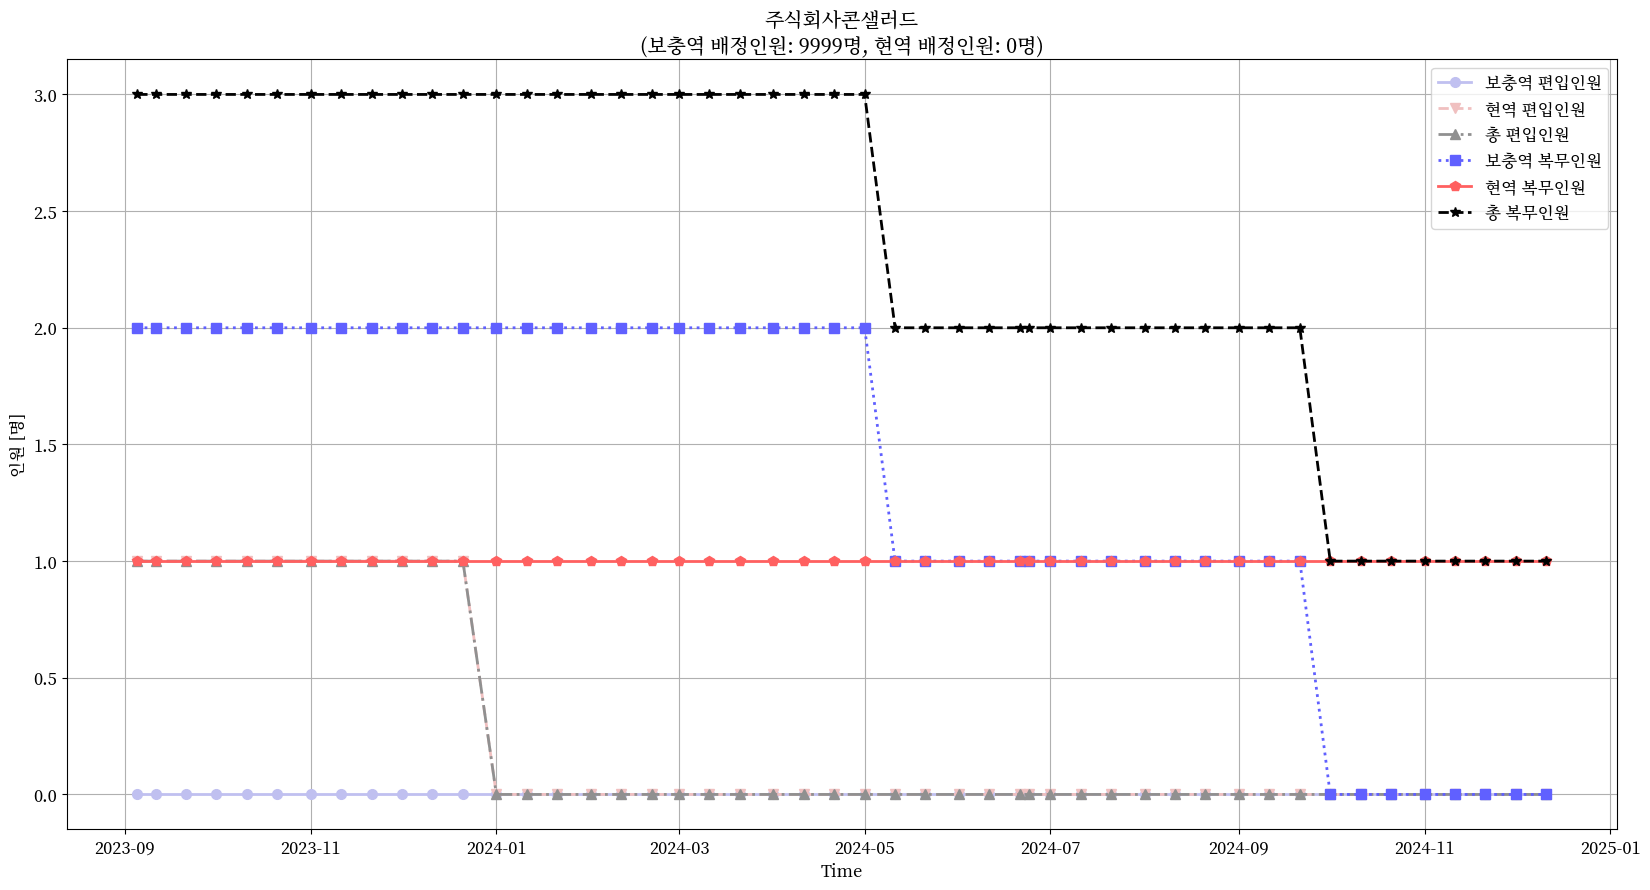 주식회사콘샐러드
(보충역 배정인원: 9999명, 현역 배정인원: 0명)
보충역 편입인원
현역 편입인원
총 편입인원
보충역 복무인원
현역 복무인원
총 복무인원
인원 [명]
3.0
2.5
2.0
1.5
1.0
0.5
0.0
2023-09
2023-11
2024-01
2024-03
2024-05
2024-07
2024-09
2024-11
2025-01
Time